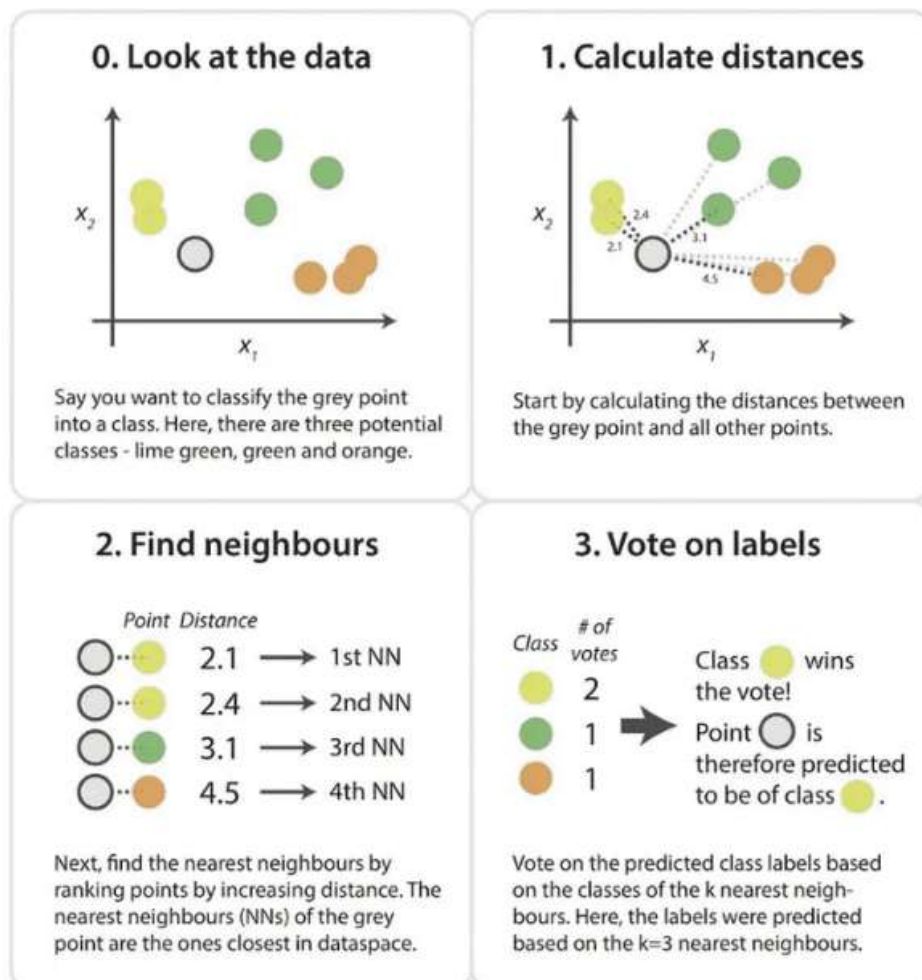 0. Look at the data
X2
X1
Say you want to classify the grey point
into a class. Here, there are three potential
classes - lime green, green and orange.
1. Calculate distances
X2
2.4
2.1
3.1
4.5
X1
Start by calculating the distances between
the grey point and all other points.
2. Find neighbours
Point Distance
2.1 1st NN
2.4 2nd NN
3.1 3rd NN
4.5 4th NN
Next, find the nearest neighbours by
ranking points by increasing distance. The
nearest neighbours (NNs) of the grey
point are the ones closest in dataspace.
3. Vote on labels
Class # of votes
2
1
1
Class wins
the vote!
Point is
therefore predicted
to be of class .
Vote on the predicted class labels based
on the classes of the k nearest neigh-
bours. Here, the labels were predicted
based on the k=3 nearest neighbours.